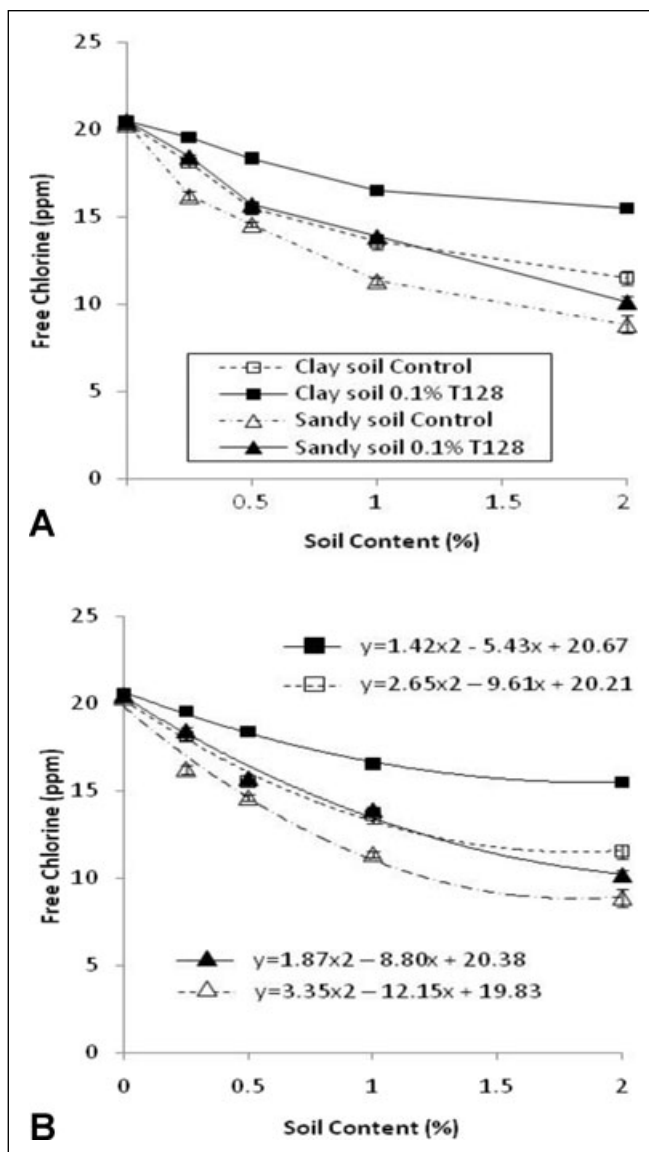 25
20
15
10
5
0
Free Chlorine (ppm)
Clay soil Control
Clay soil 0.1% T128
Sandy soil Control
Sandy soil 0.1% T128
0.5 1 1.5 2
Soil Content (%)
A
25
20
15
10
5
0
Free Chlorine (ppm)
y=1.42x2 - 5.43x + 20.67
y=2.65x2 – 9.61x + 20.21
y=1.87x2 – 8.80x + 20.38
y=3.35x2 – 12.15x + 19.83
0 0.5 1 1.5 2
Soil Content (%)
B